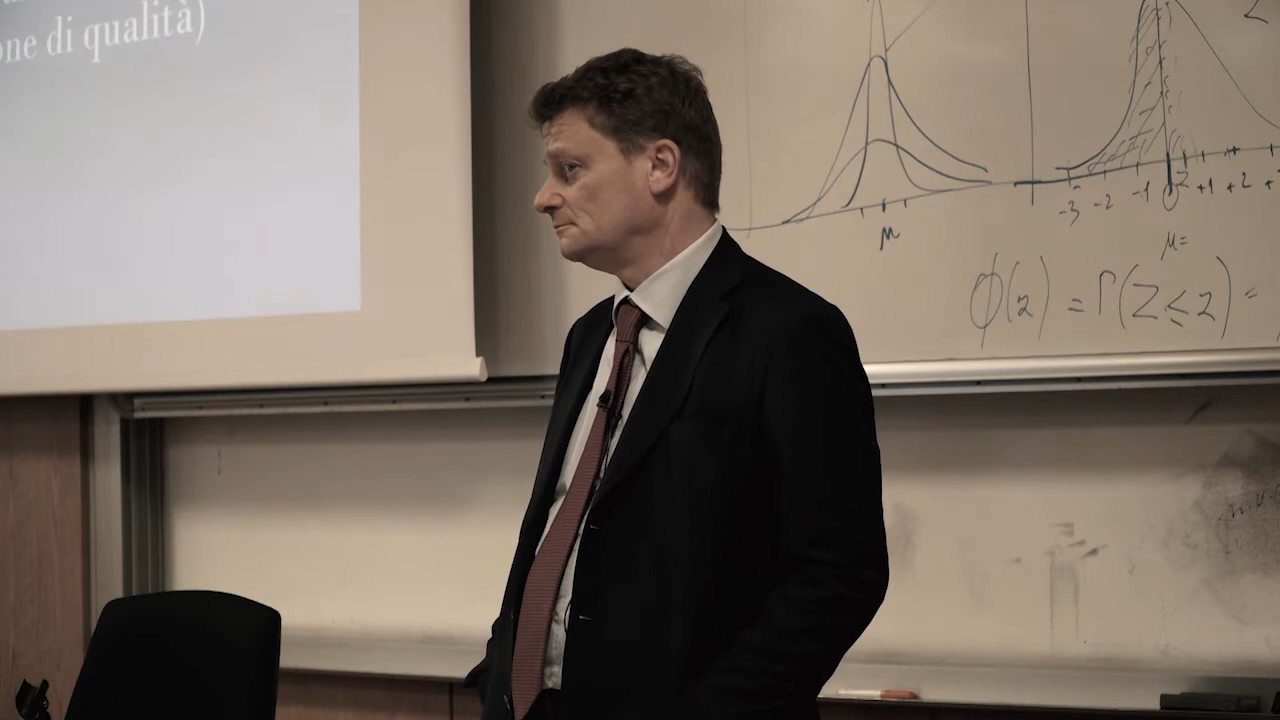 one di qualità)
μ
-3 -2 -1 z +1 +2
μ=
φ(z) = P(Z ≤ z) =